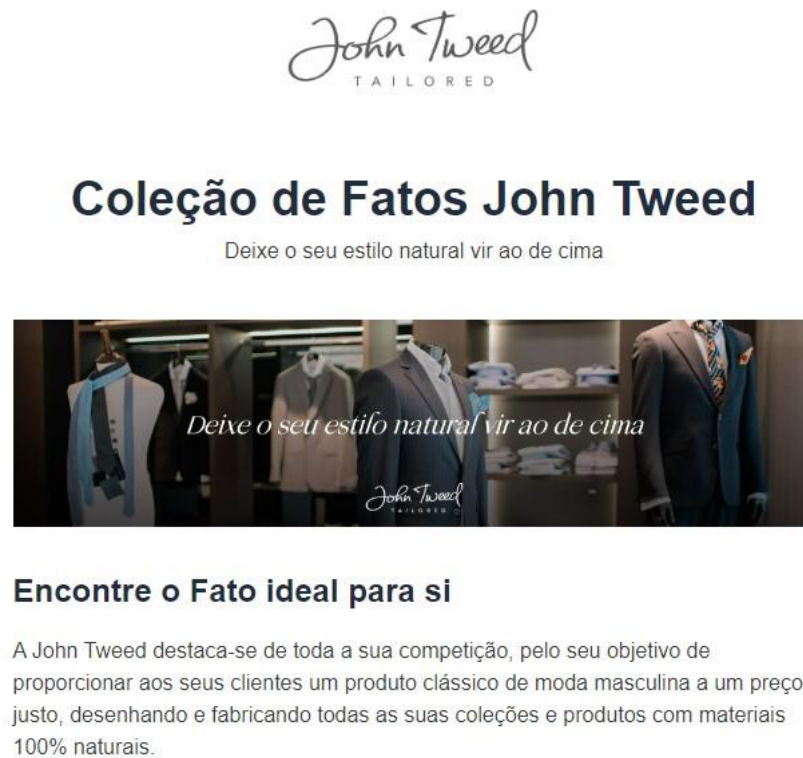 John Tweed
TAILORED
Coleção de Fatos John Tweed
Deixe o seu estilo natural vir ao de cima
Deixe o seu estilo natural vir ao de cima
John Tweed
TAILORED
Encontre o Fato ideal para si
A John Tweed destaca-se de toda a sua competição, pelo seu objetivo de
proporcionar aos seus clientes um produto clássico de moda masculina a um preço
justo, desenhando e fabricando todas as suas coleções e produtos com materiais
100% naturais.